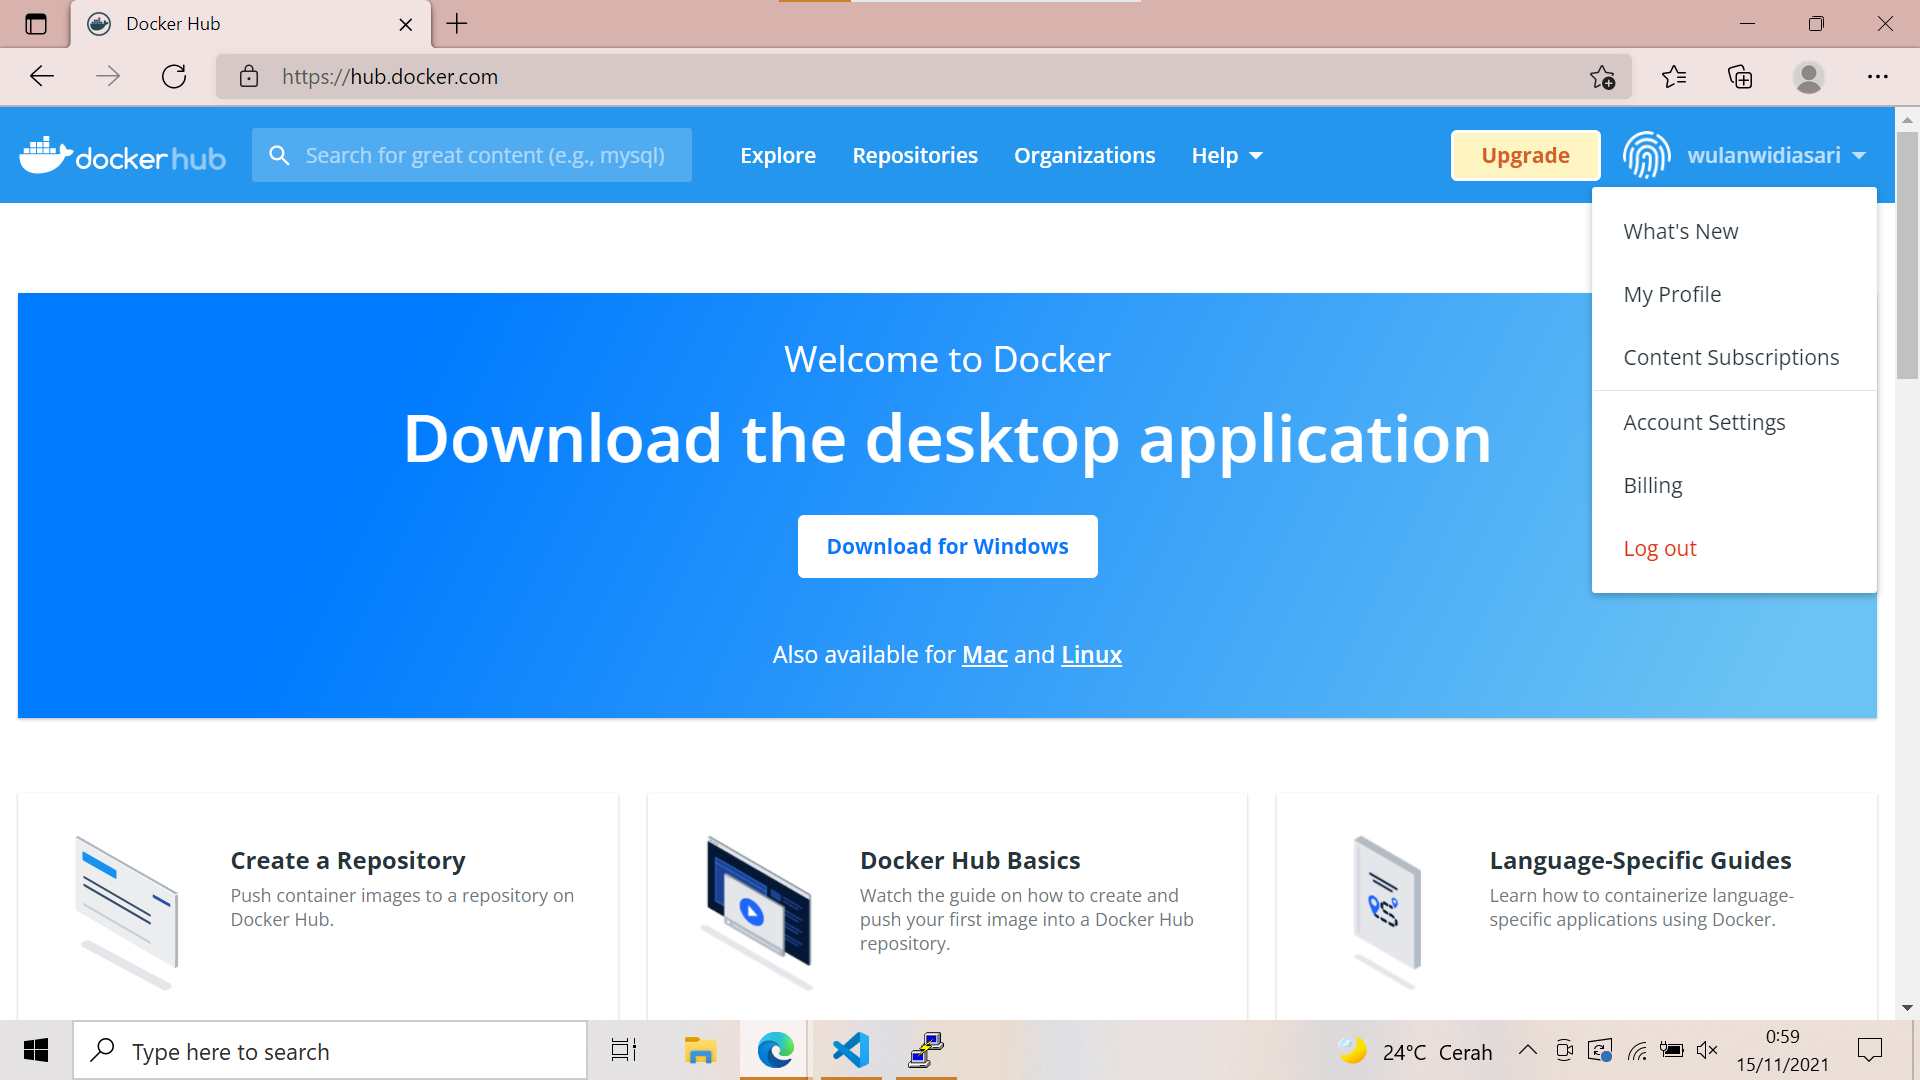 Docker Hub
https://hub.docker.com
docker hub
Search for great content (e.g., mysql)
Explore
Repositories
Organizations
Help
Upgrade
wulanwidiasari
What's New
My Profile
Content Subscriptions
Account Settings
Billing
Log out
Welcome to Docker
Download the desktop application
Download for Windows
Also available for Mac and Linux
Create a Repository
Push container images to a repository on
Docker Hub.
Docker Hub Basics
Watch the guide on how to create and
push your first image into a Docker Hub
repository.
Language-Specific Guides
Learn how to containerize language-
specific applications using Docker.
Type here to search
24°C Cerah
0:59
15/11/2021